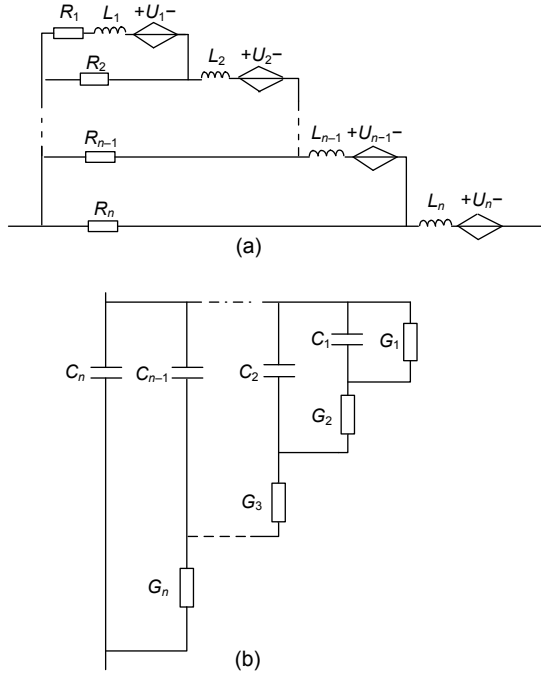 R1 L1 +U1−
R2 L2 +U2−
Rn−1 Ln−1 +Un−1−
Rn Ln +Un−
(a)
Cn Cn−1 C2 C1 G1
G2
G3
Gn
(b)